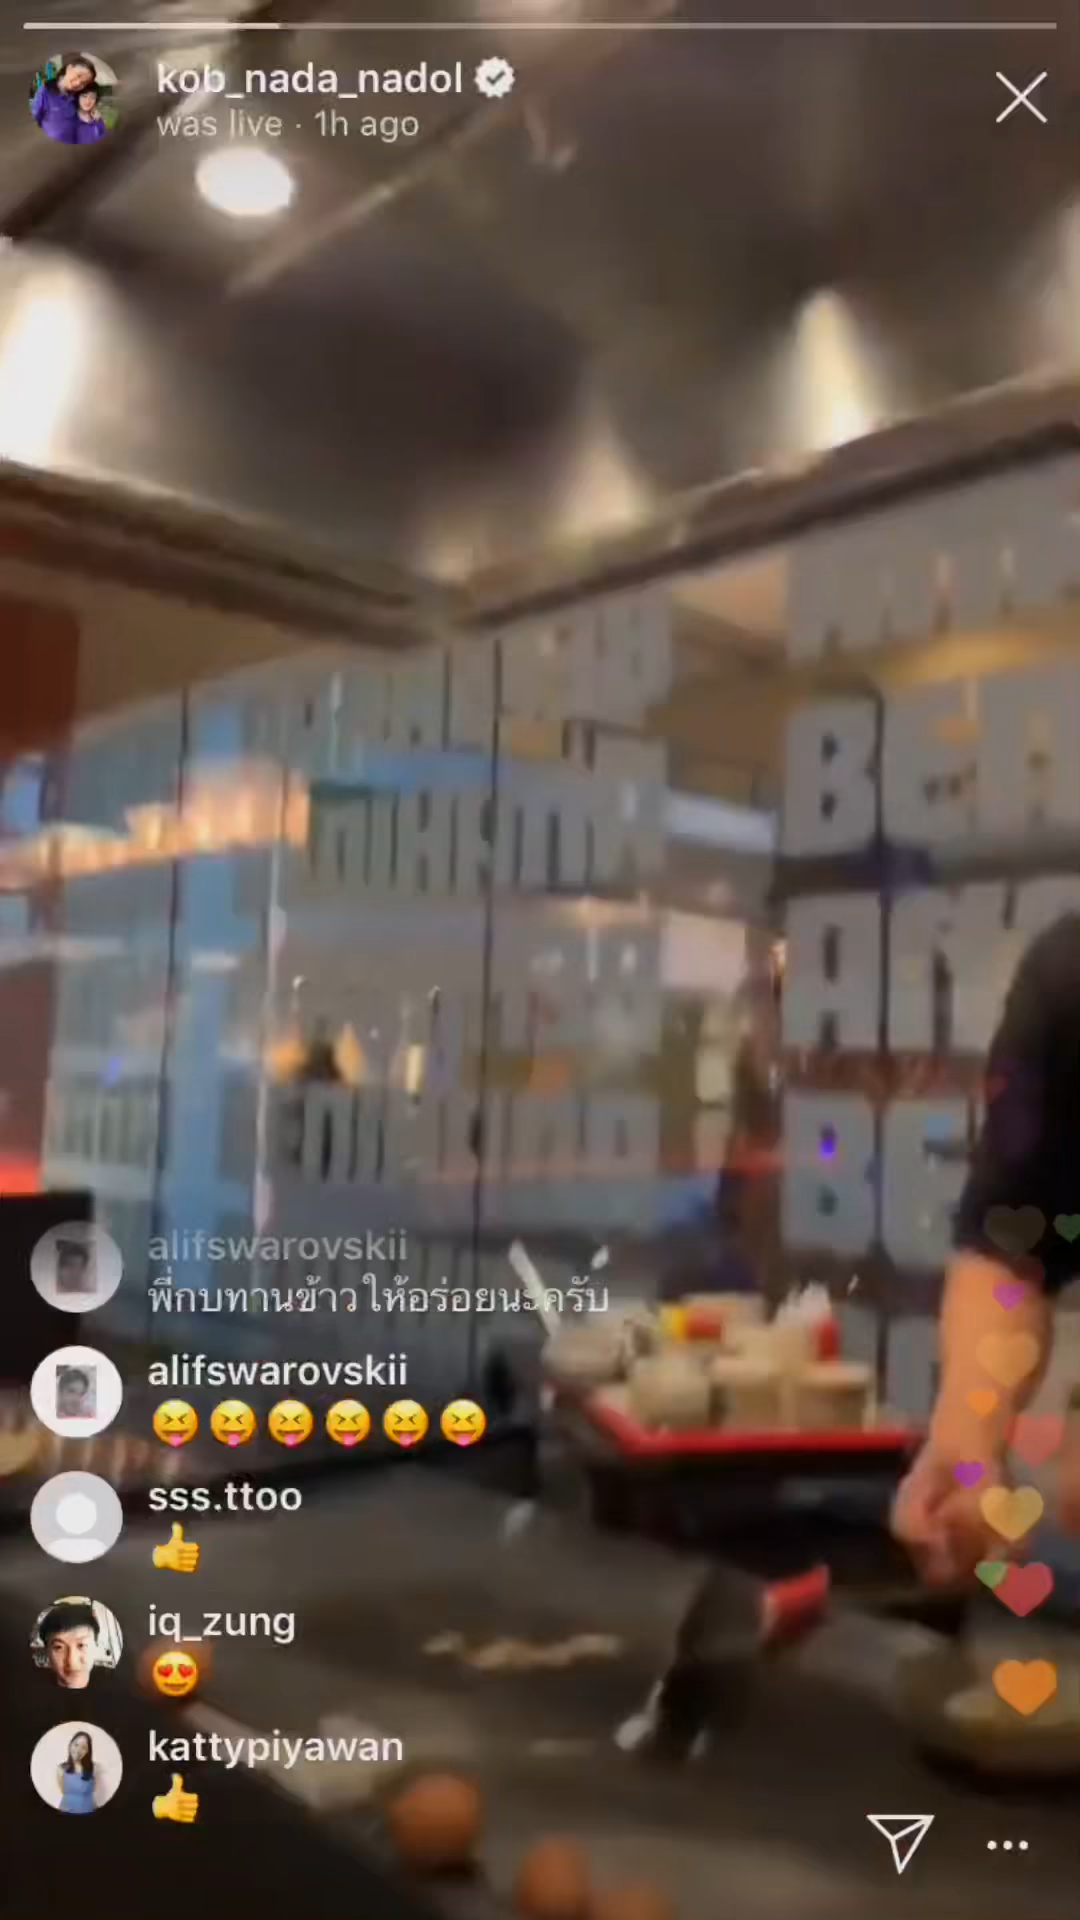 kob_nada_nadol
was live · 1h ago
alifswarovskii
พี่กบทานข้าวให้อร่อยนะครับ
alifswarovskii
😝😝😝😝😝😝
sss.ttoo
👍
iq_zung
😍
kattypiyawan
👍